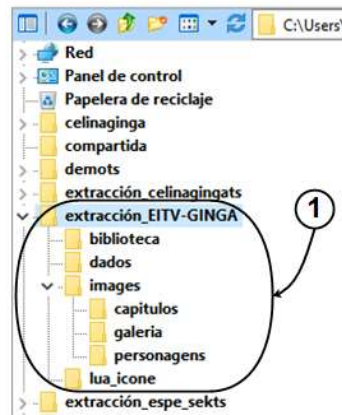 C:\Users\
Red
Panel de control
Papelera de reciclaje
celinaginga
compartida
demots
extracción_celinagingats
extracción_EITV-GINGA
1
biblioteca
dados
images
capitulos
galeria
personagens
lua_icone
extracción_espe_sekts